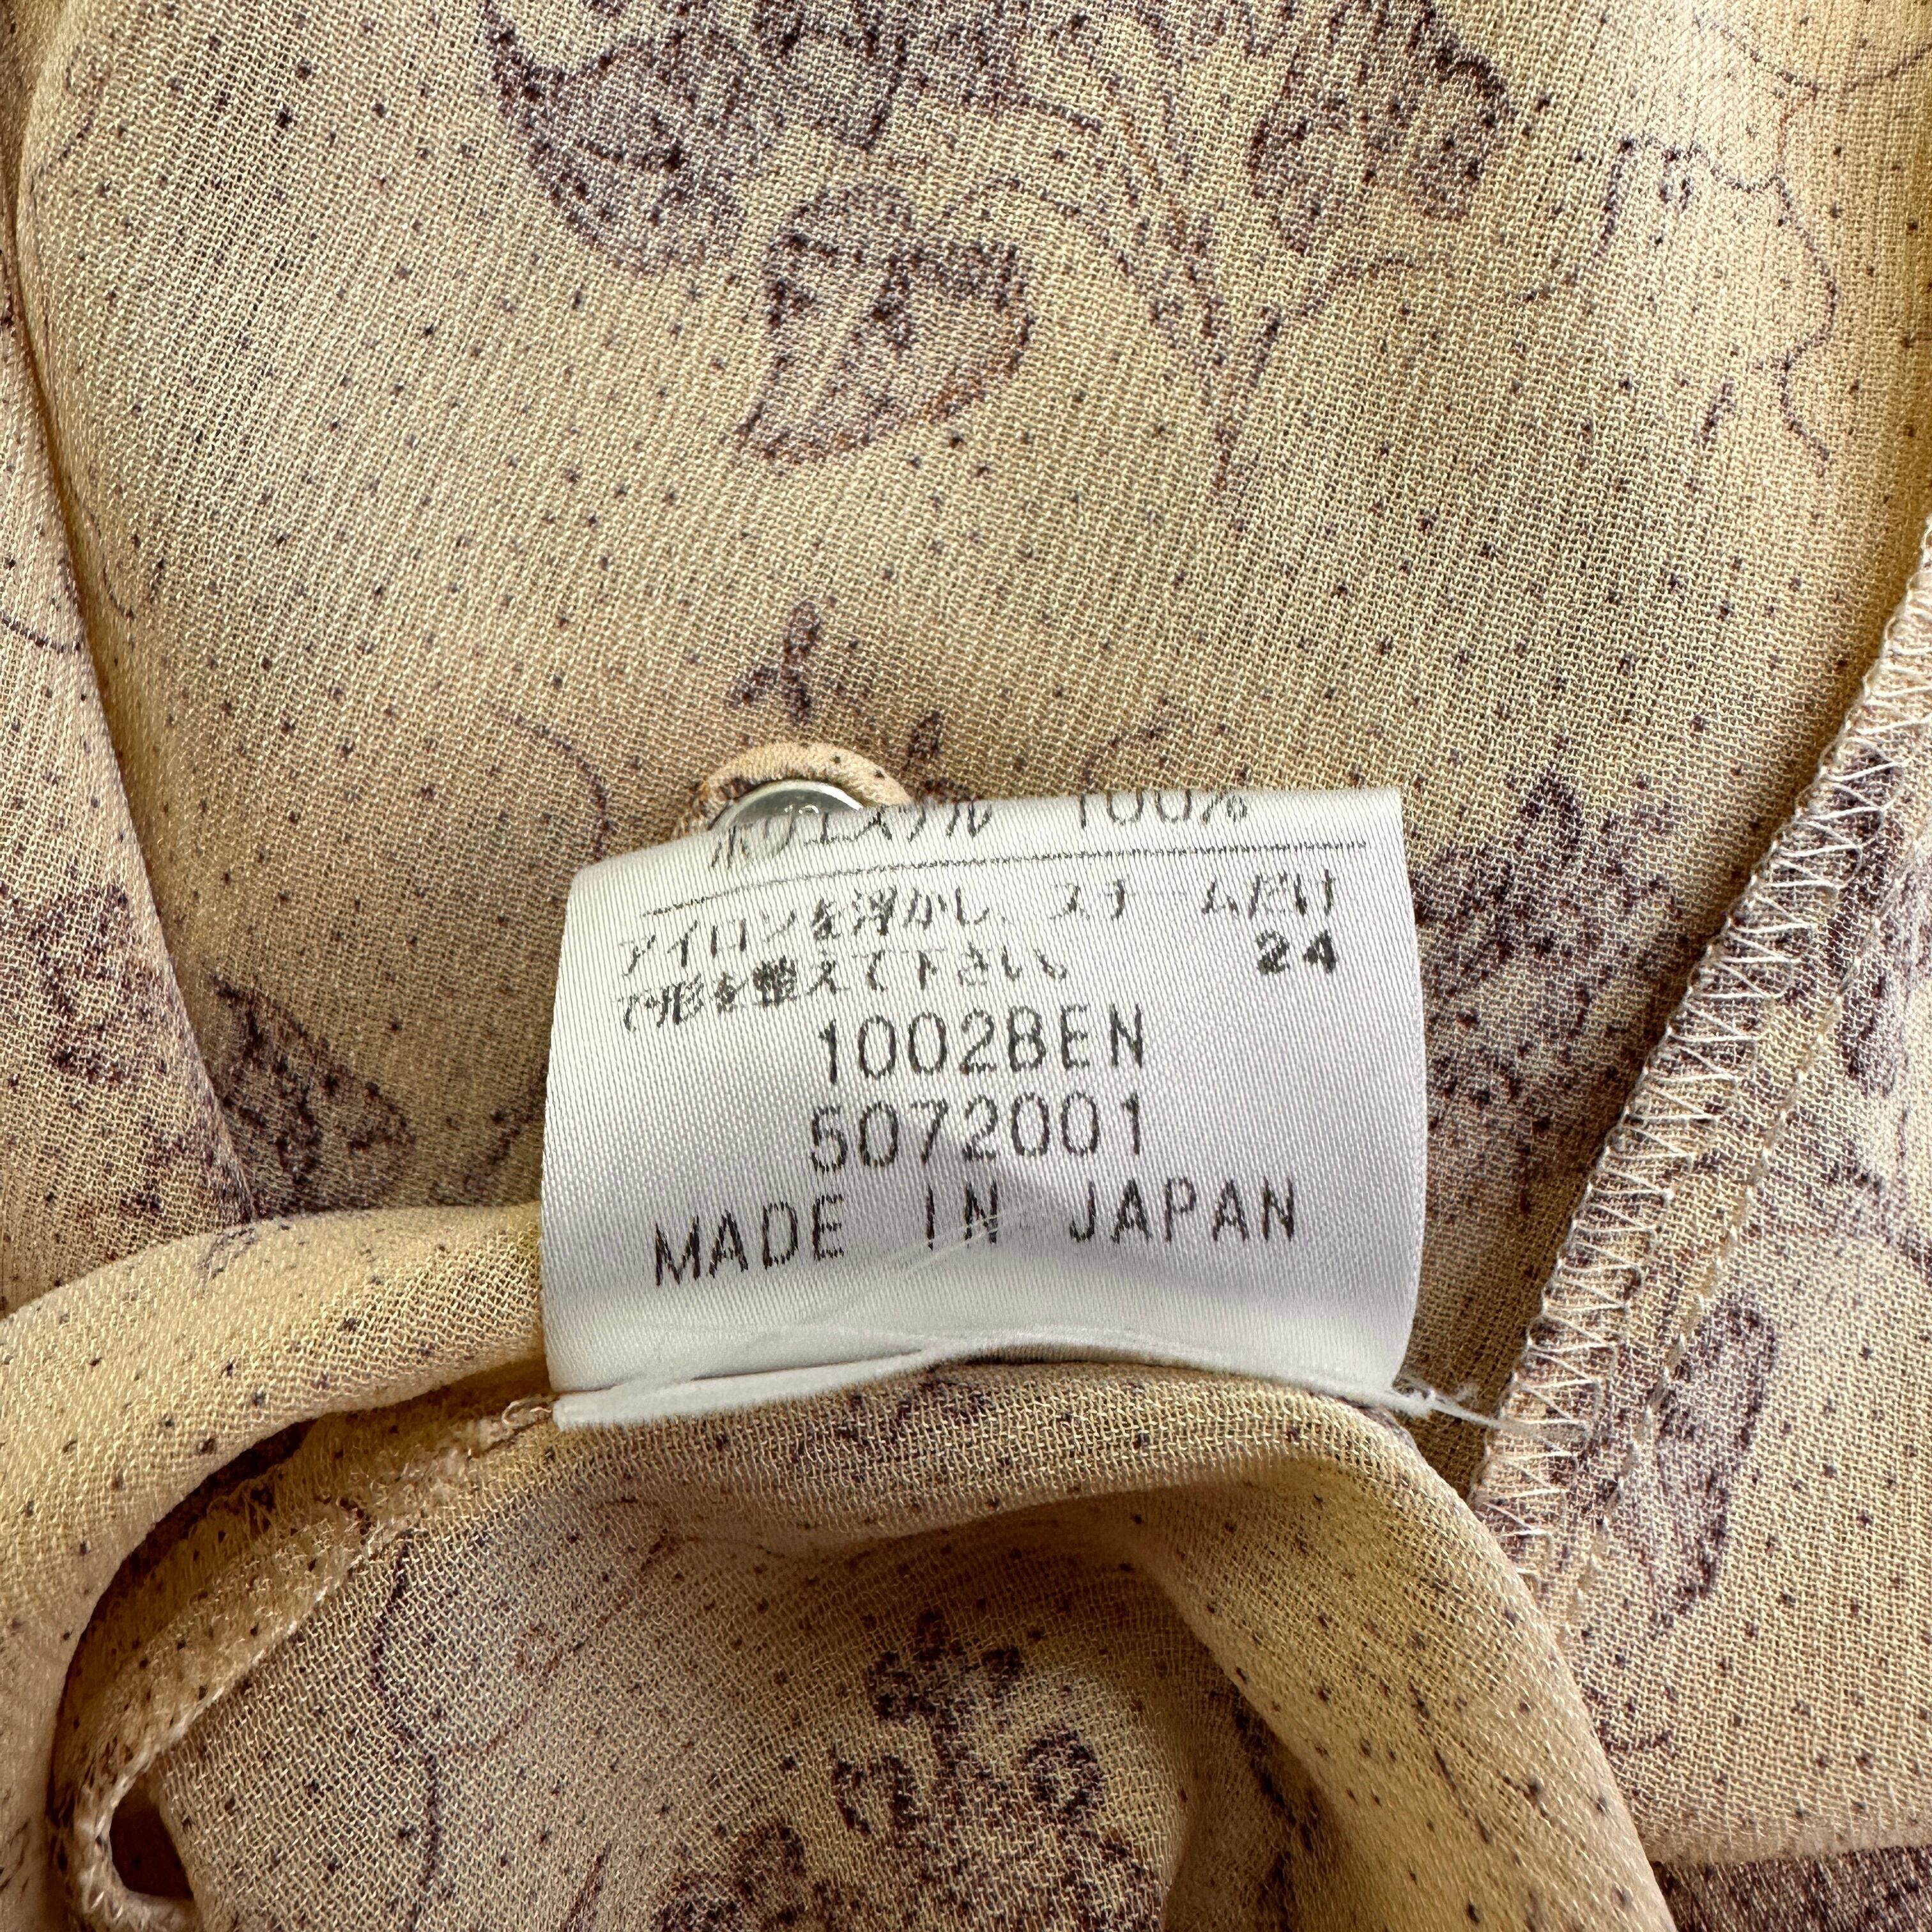 ポリエステル 100%
アイロンを浮かし、スチームだけ
で形を整えて下さい。 24
1002BEN
5072001
MADE IN JAPAN